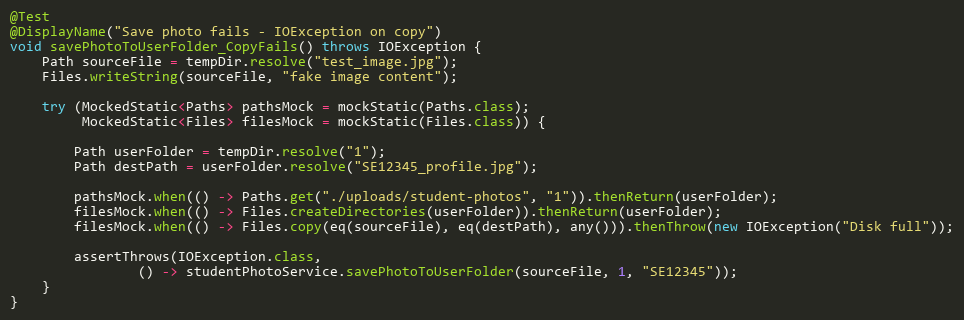 @Test
@DisplayName("Save photo fails - IOException on copy")
void savePhotoToUserFolder_CopyFails() throws IOException {
    Path sourceFile = tempDir.resolve("test_image.jpg");
    Files.writeString(sourceFile, "fake image content");

    try (MockedStatic<Paths> pathsMock = mockStatic(Paths.class);
         MockedStatic<Files> filesMock = mockStatic(Files.class)) {

        Path userFolder = tempDir.resolve("1");
        Path destPath = userFolder.resolve("SE12345_profile.jpg");

        pathsMock.when(() -> Paths.get("./uploads/student-photos", "1")).thenReturn(userFolder);
        filesMock.when(() -> Files.createDirectories(userFolder)).thenReturn(userFolder);
        filesMock.when(() -> Files.copy(eq(sourceFile), eq(destPath), any())).thenThrow(new IOException("Disk full"));

        assertThrows(IOException.class,
                () -> studentPhotoService.savePhotoToUserFolder(sourceFile, 1, "SE12345"));
    }
}